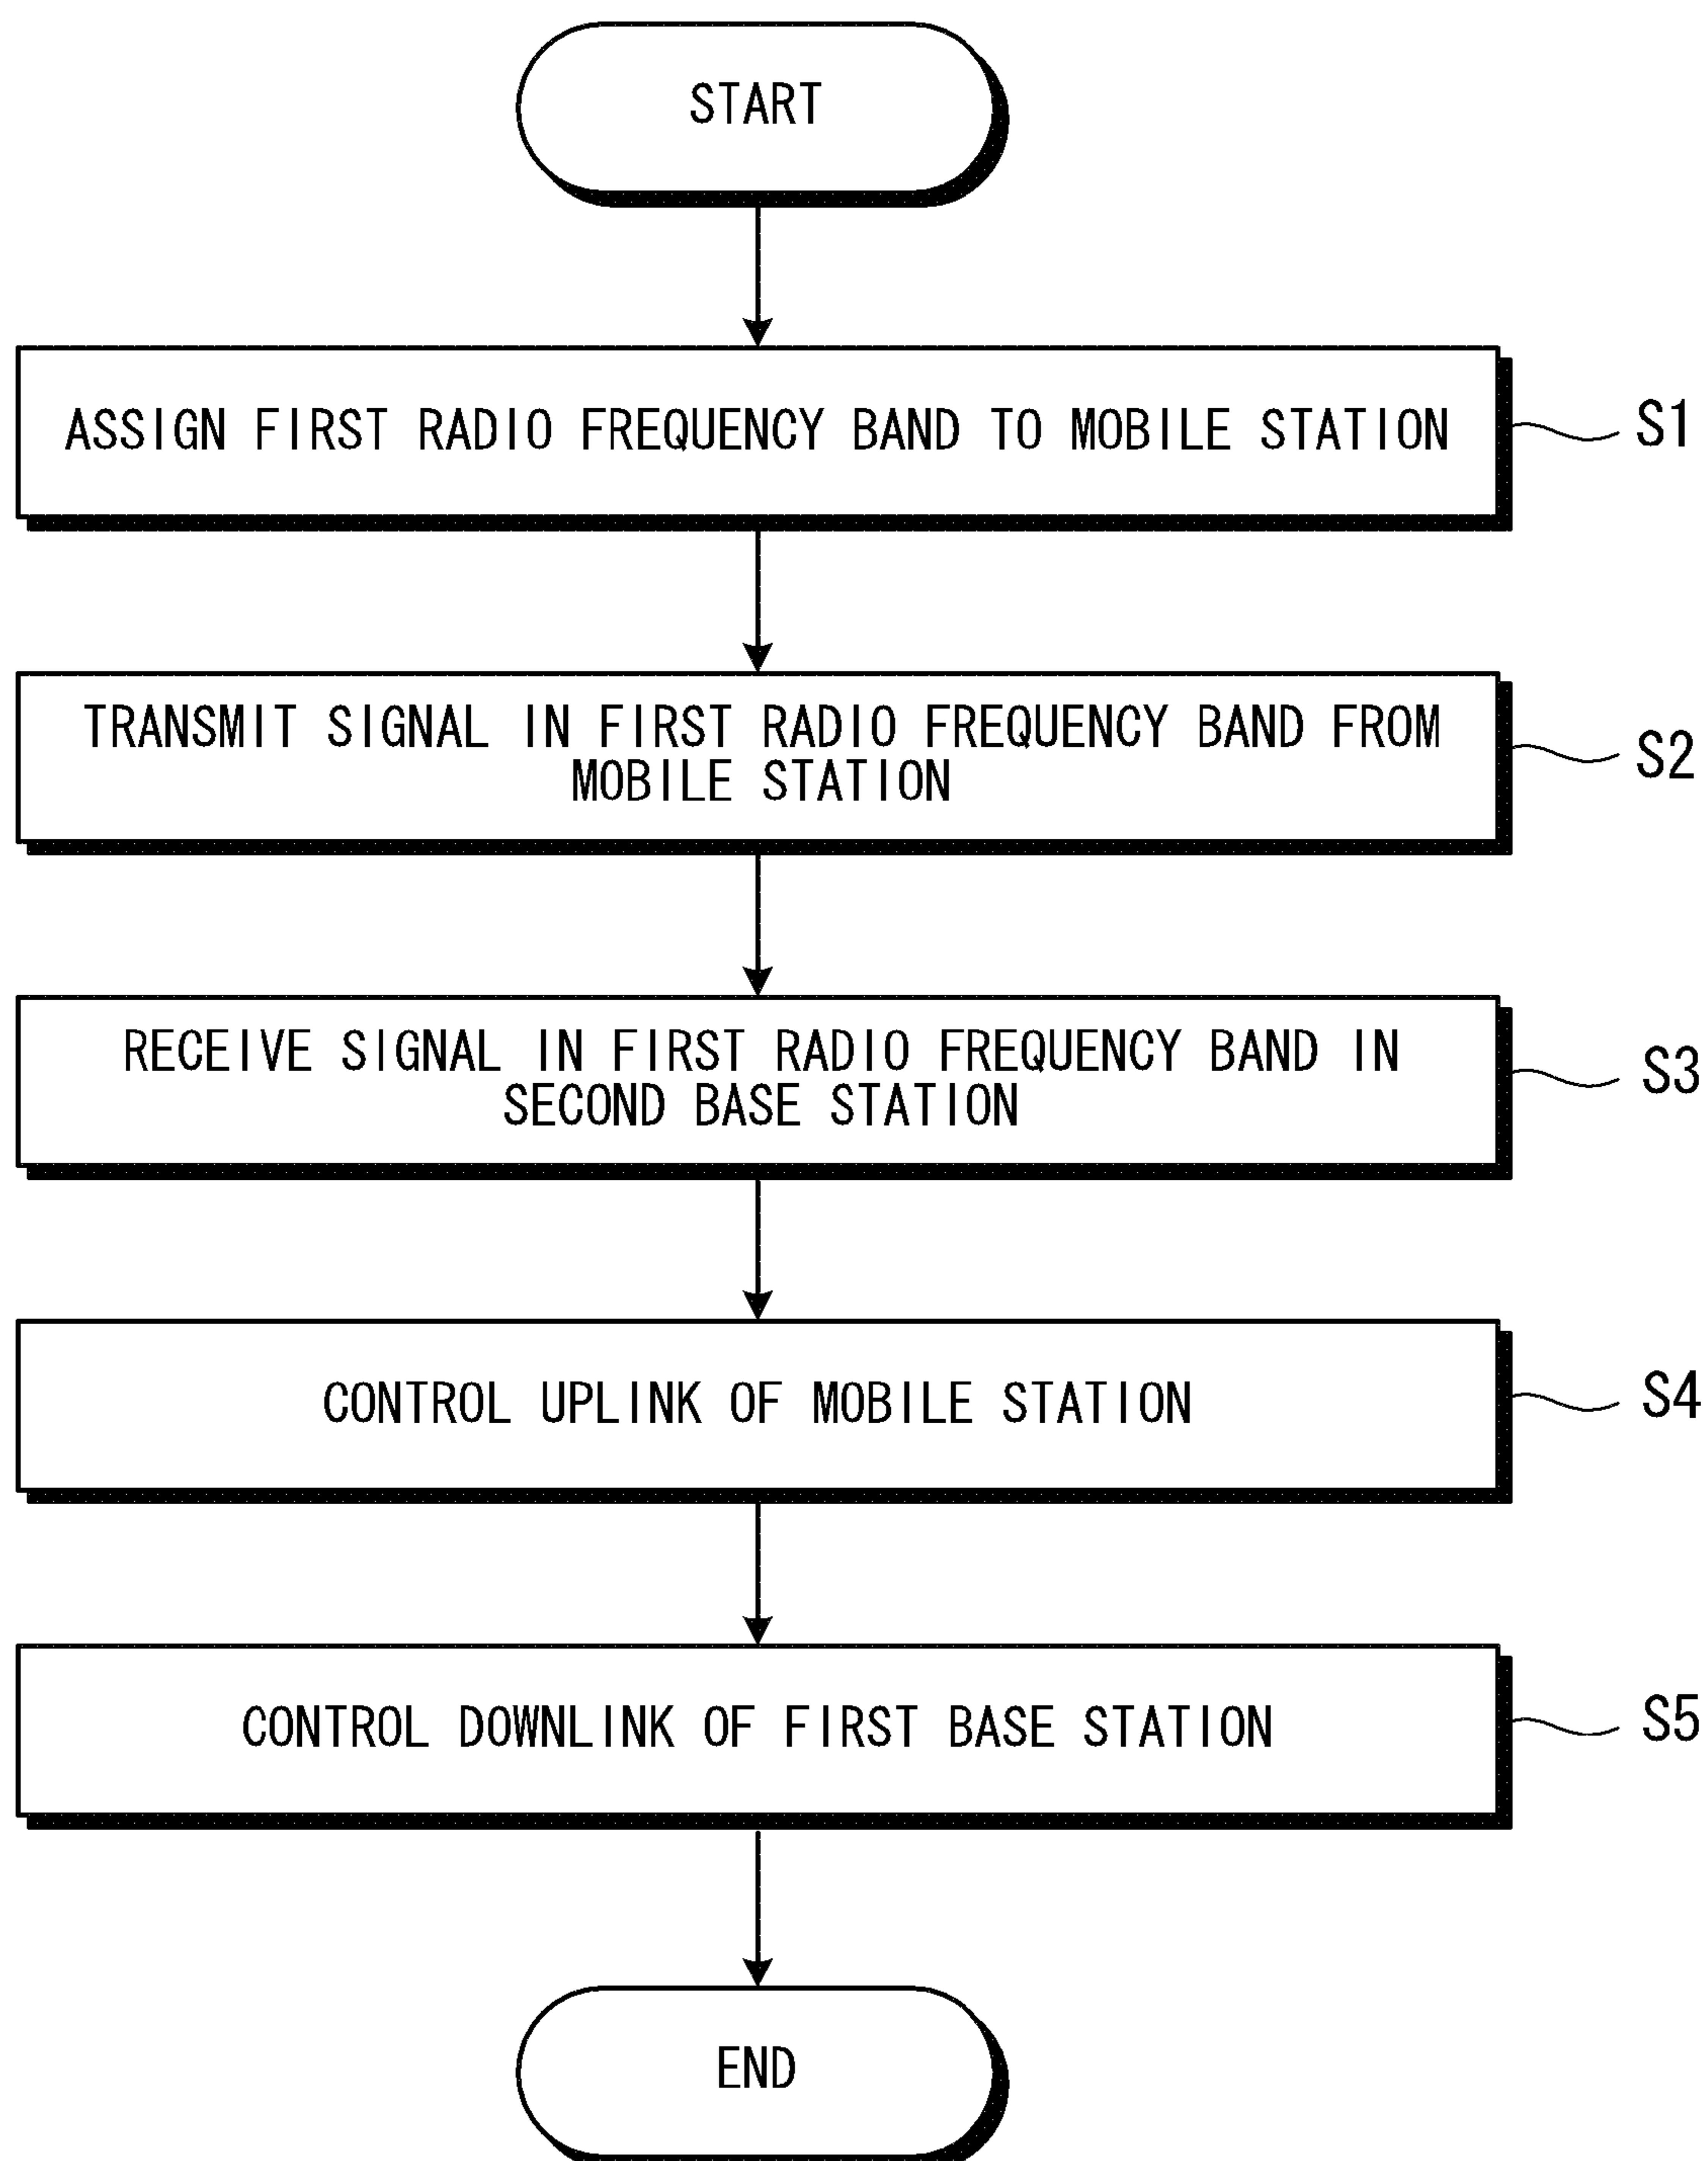 START
ASSIGN FIRST RADIO FREQUENCY BAND TO MOBILE STATION
S1
TRANSMIT SIGNAL IN FIRST RADIO FREQUENCY BAND FROM
MOBILE STATION
S2
RECEIVE SIGNAL IN FIRST RADIO FREQUENCY BAND IN
SECOND BASE STATION
S3
CONTROL UPLINK OF MOBILE STATION
S4
CONTROL DOWNLINK OF FIRST BASE STATION
S5
END